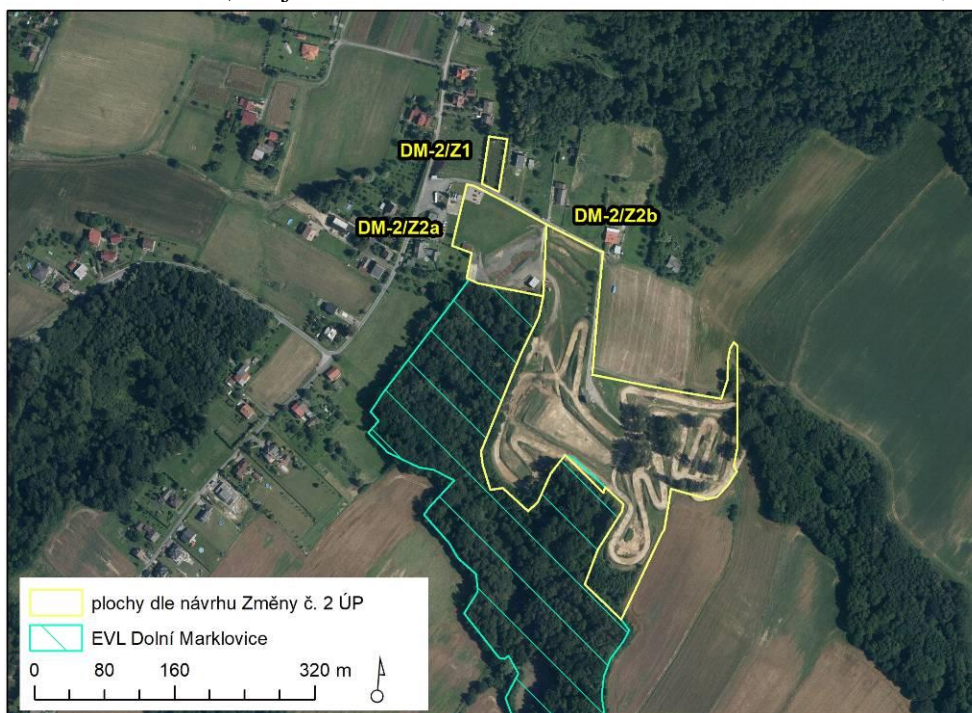 DM-2/Z1
DM-2/Z2a
DM-2/Z2b
plochy dle návrhu Změny č. 2 ÚP
EVL Dolní Marklovice
0 80 160 320 m